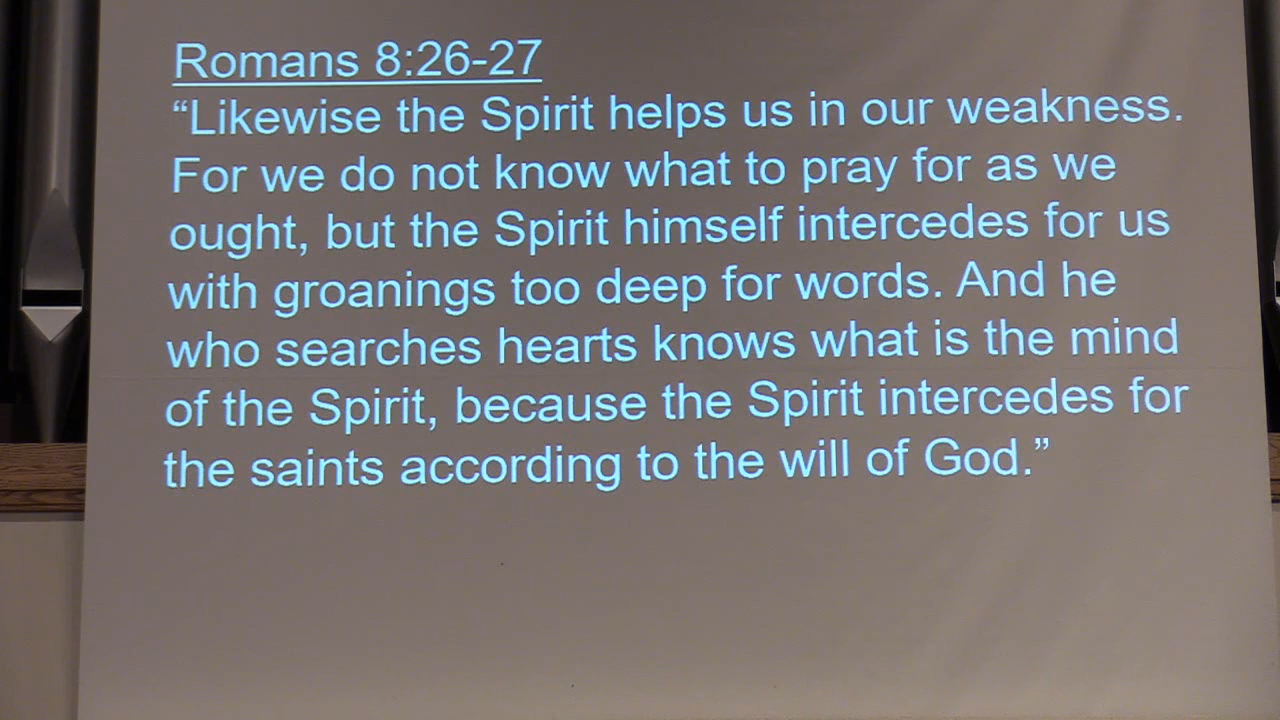 Romans 8:26-27
“Likewise the Spirit helps us in our weakness.
For we do not know what to pray for as we
ought, but the Spirit himself intercedes for us
with groanings too deep for words. And he
who searches hearts knows what is the mind
of the Spirit, because the Spirit intercedes for
the saints according to the will of God.”